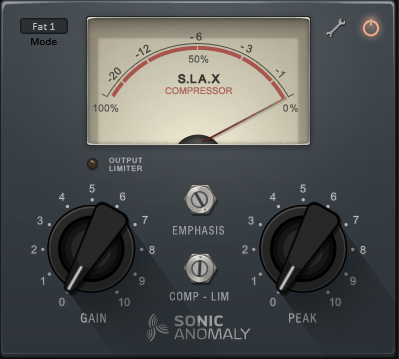 Fat 1
Mode
-20 -12 -6 -3 -1
100% 50% 0%
S.L.A.X
COMPRESSOR
OUTPUT
LIMITER
EMPHASIS
COMP - LIM
0 1 2 3 4 5 6 7 8 9 10
GAIN
0 1 2 3 4 5 6 7 8 9 10
PEAK
SONIC
ANOMALY